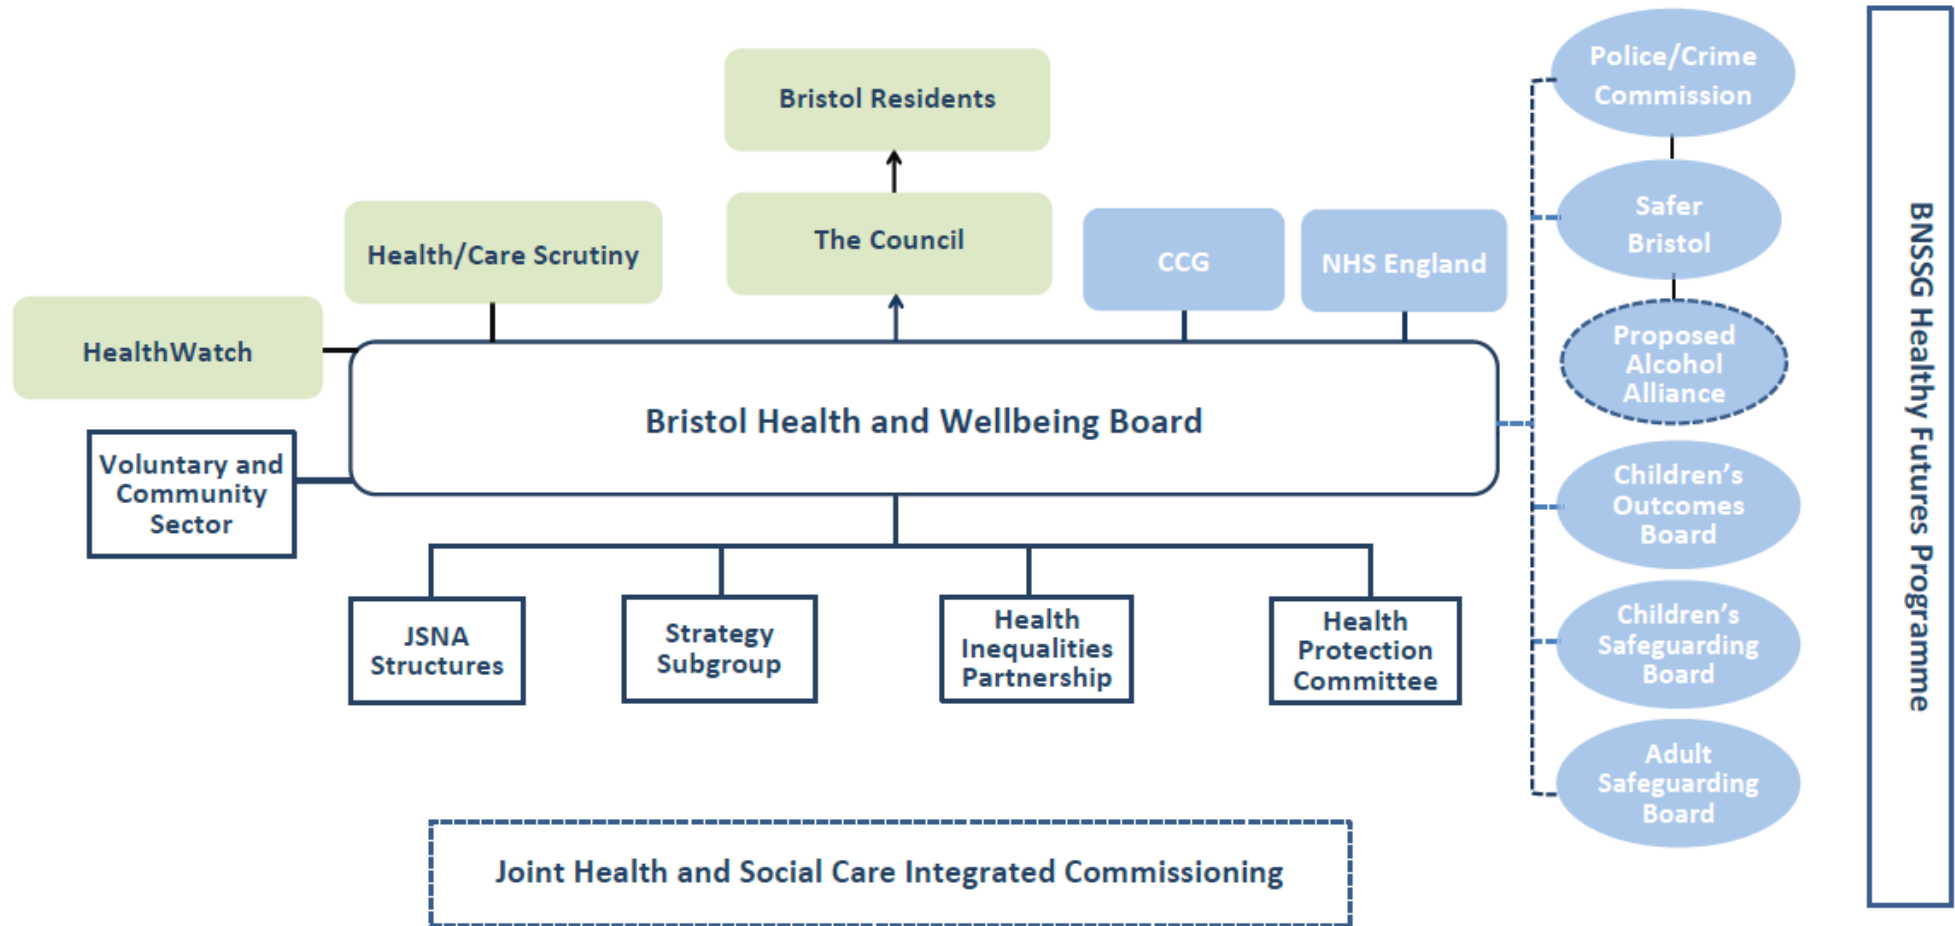 Bristol Residents
The Council
Health/Care Scrutiny
HealthWatch
CCG
NHS England
Bristol Health and Wellbeing Board
Voluntary and
Community
Sector
JSNA
Structures
Strategy
Subgroup
Health
Inequalities
Partnership
Health
Protection
Committee
Joint Health and Social Care Integrated Commissioning
Police/Crime
Commission
Safer
Bristol
Proposed
Alcohol
Alliance
Children’s
Outcomes
Board
Children’s
Safeguarding
Board
Adult
Safeguarding
Board
BNSSG Healthy Futures Programme